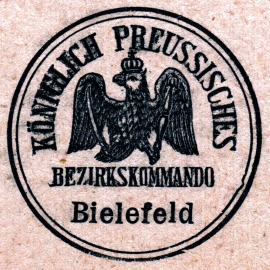 KÖNIGLICH PREUSSISCHES
BEZIRKSKOMMANDO
Bielefeld